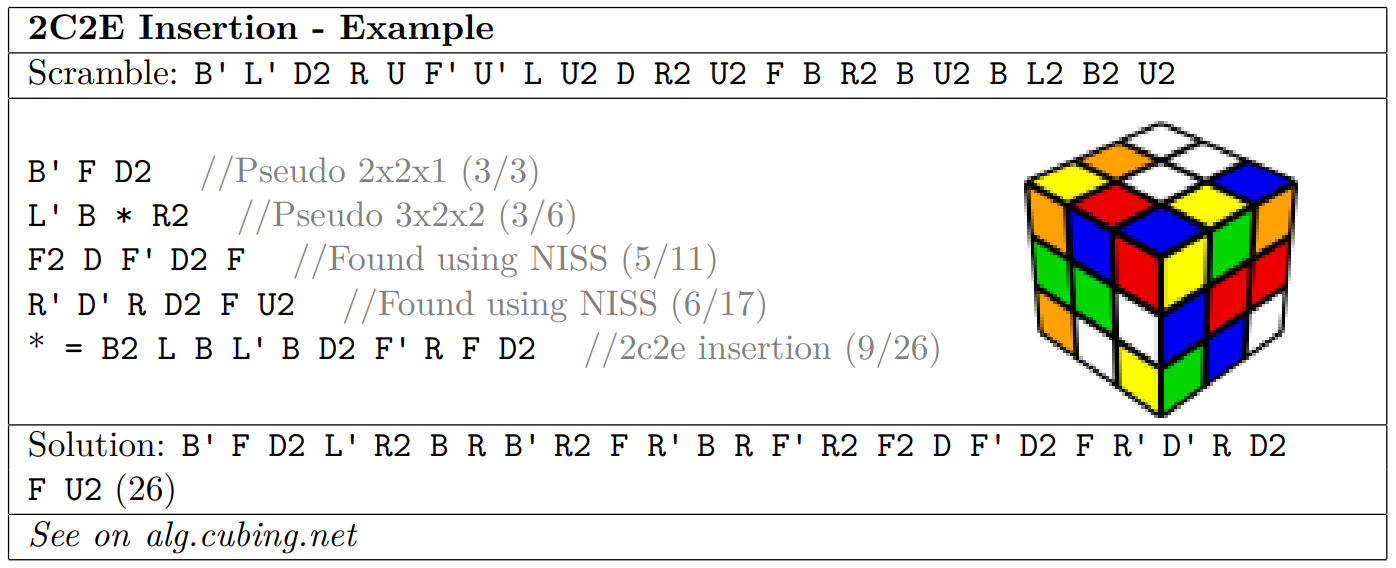 2C2E Insertion - Example
Scramble: B' L' D2 R U F' U' L U2 D R2 U2 F B R2 B U2 B L2 B2 U2
B' F D2 //Pseudo 2x2x1 (3/3)
L' B * R2 //Pseudo 3x2x2 (3/6)
F2 D F' D2 F //Found using NISS (5/11)
R' D' R D2 F U2 //Found using NISS (6/17)
* = B2 L B L' B D2 F' R F D2 //2c2e insertion (9/26)
Solution: B' F D2 L' R2 B R B' R2 F R' B R F' R2 F2 D F' D2 F R' D' R D2
F U2 (26)
See on alg.cubing.net